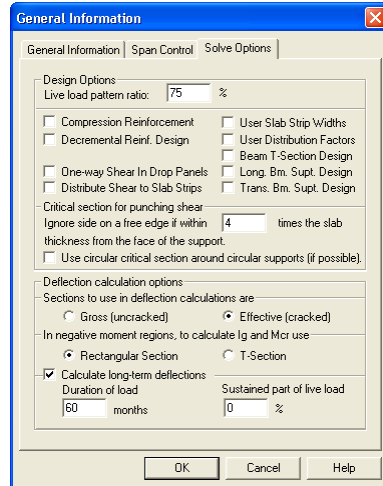 General Information
General Information Span Control Solve Options
Design Options
Live load pattern ratio: 75 %
Compression Reinforcement User Slab Strip Widths
Decremental Reinf. Design User Distribution Factors
Beam T-Section Design
One-way Shear In Drop Panels Long. Bm. Supt. Design
Distribute Shear to Slab Strips Trans. Bm. Supt. Design
Critical section for punching shear
Ignore side on a free edge if within 4 times the slab
thickness from the face of the support.
Use circular critical section around circular supports (if possible).
Deflection calculation options
Sections to use in deflection calculations are
Gross (uncracked) Effective (cracked)
In negative moment regions, to calculate Ig and Mcr use
Rectangular Section T-Section
Calculate long-term deflections
Duration of load Sustained part of live load
60 months 0 %
OK Cancel Help